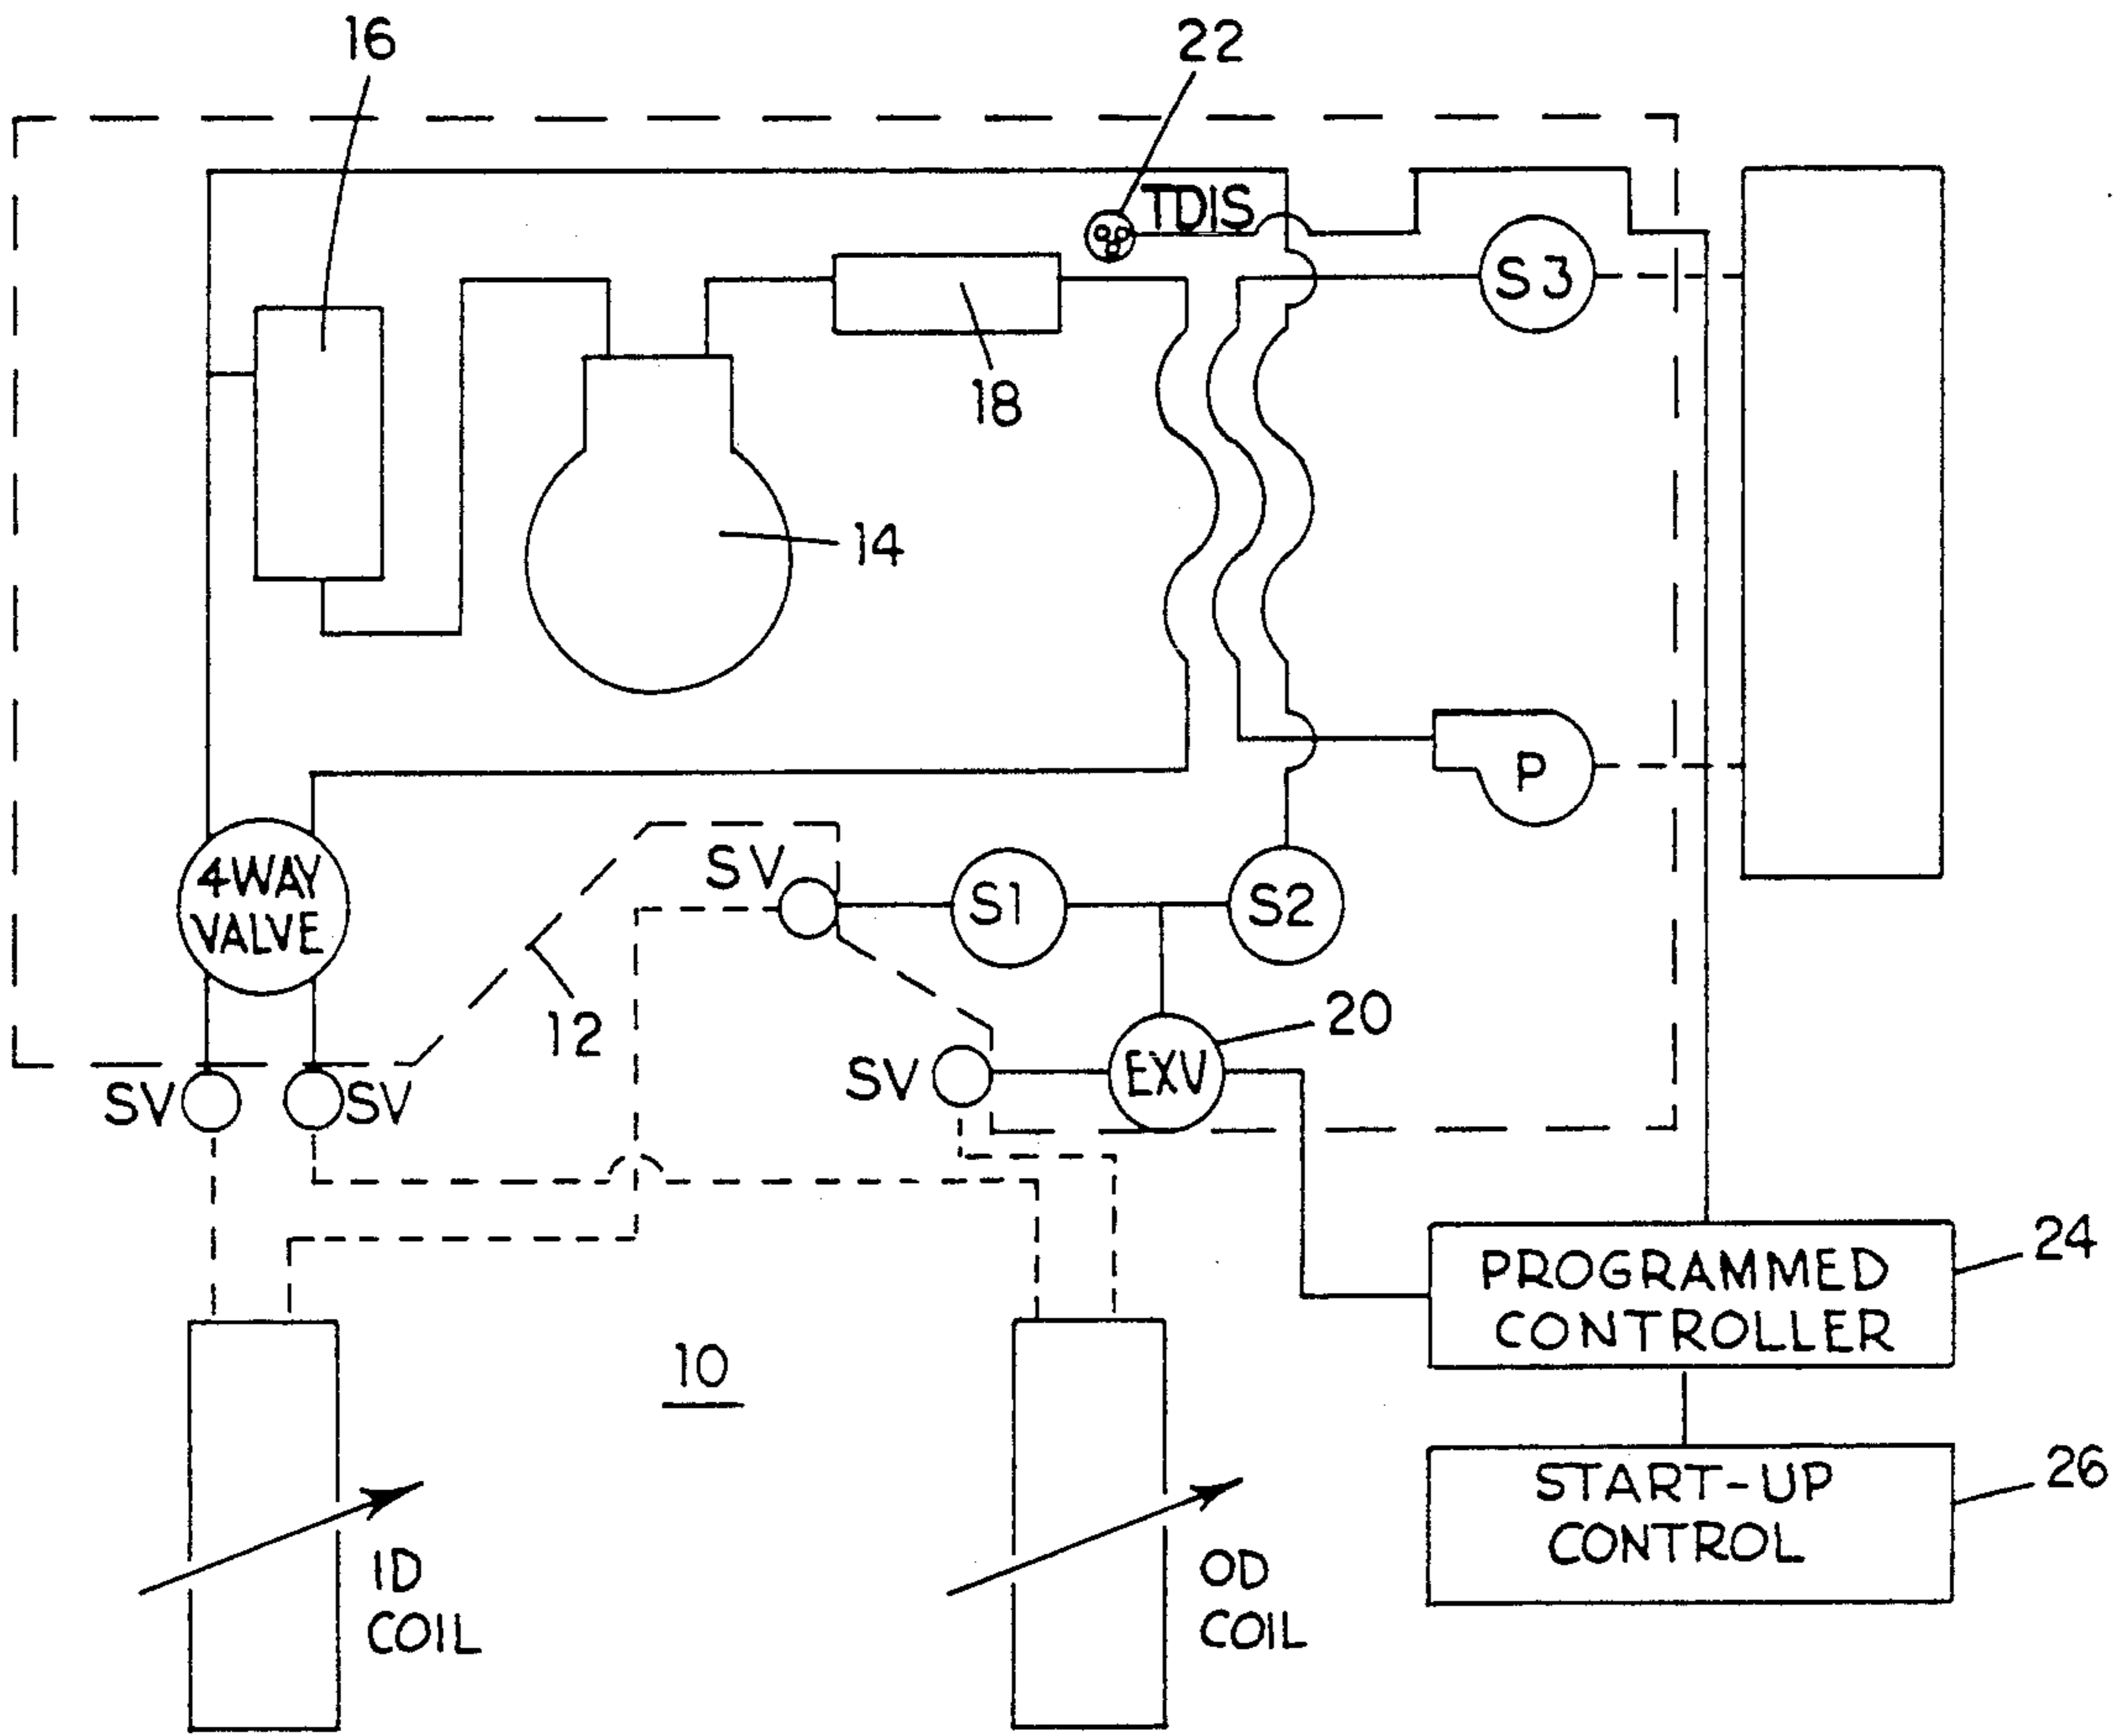 16
22
TDIS
S3
18
14
P
4WAY
VALVE
SV
S1
S2
12
20
SV
EXV
SV
SV
24
PROGRAMMED
CONTROLLER
10
26
START-UP
CONTROL
ID
COIL
OD
COIL